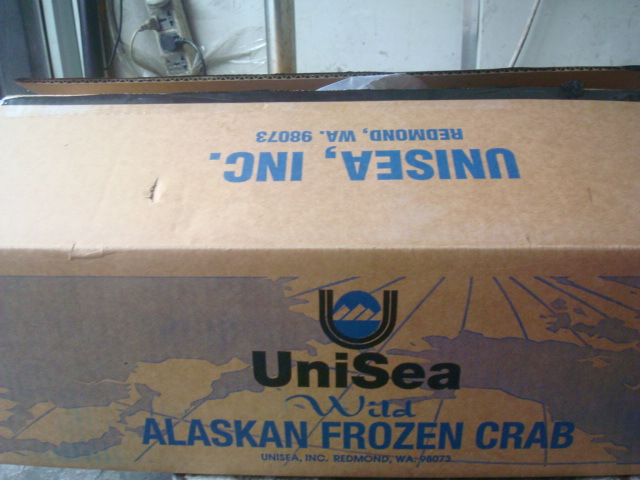 UNISEA, INC.
REDMOND, WA. 98073
UniSea
Wild
ALASKAN FROZEN CRAB
UNISEA, INC. REDMOND, WA. 98073